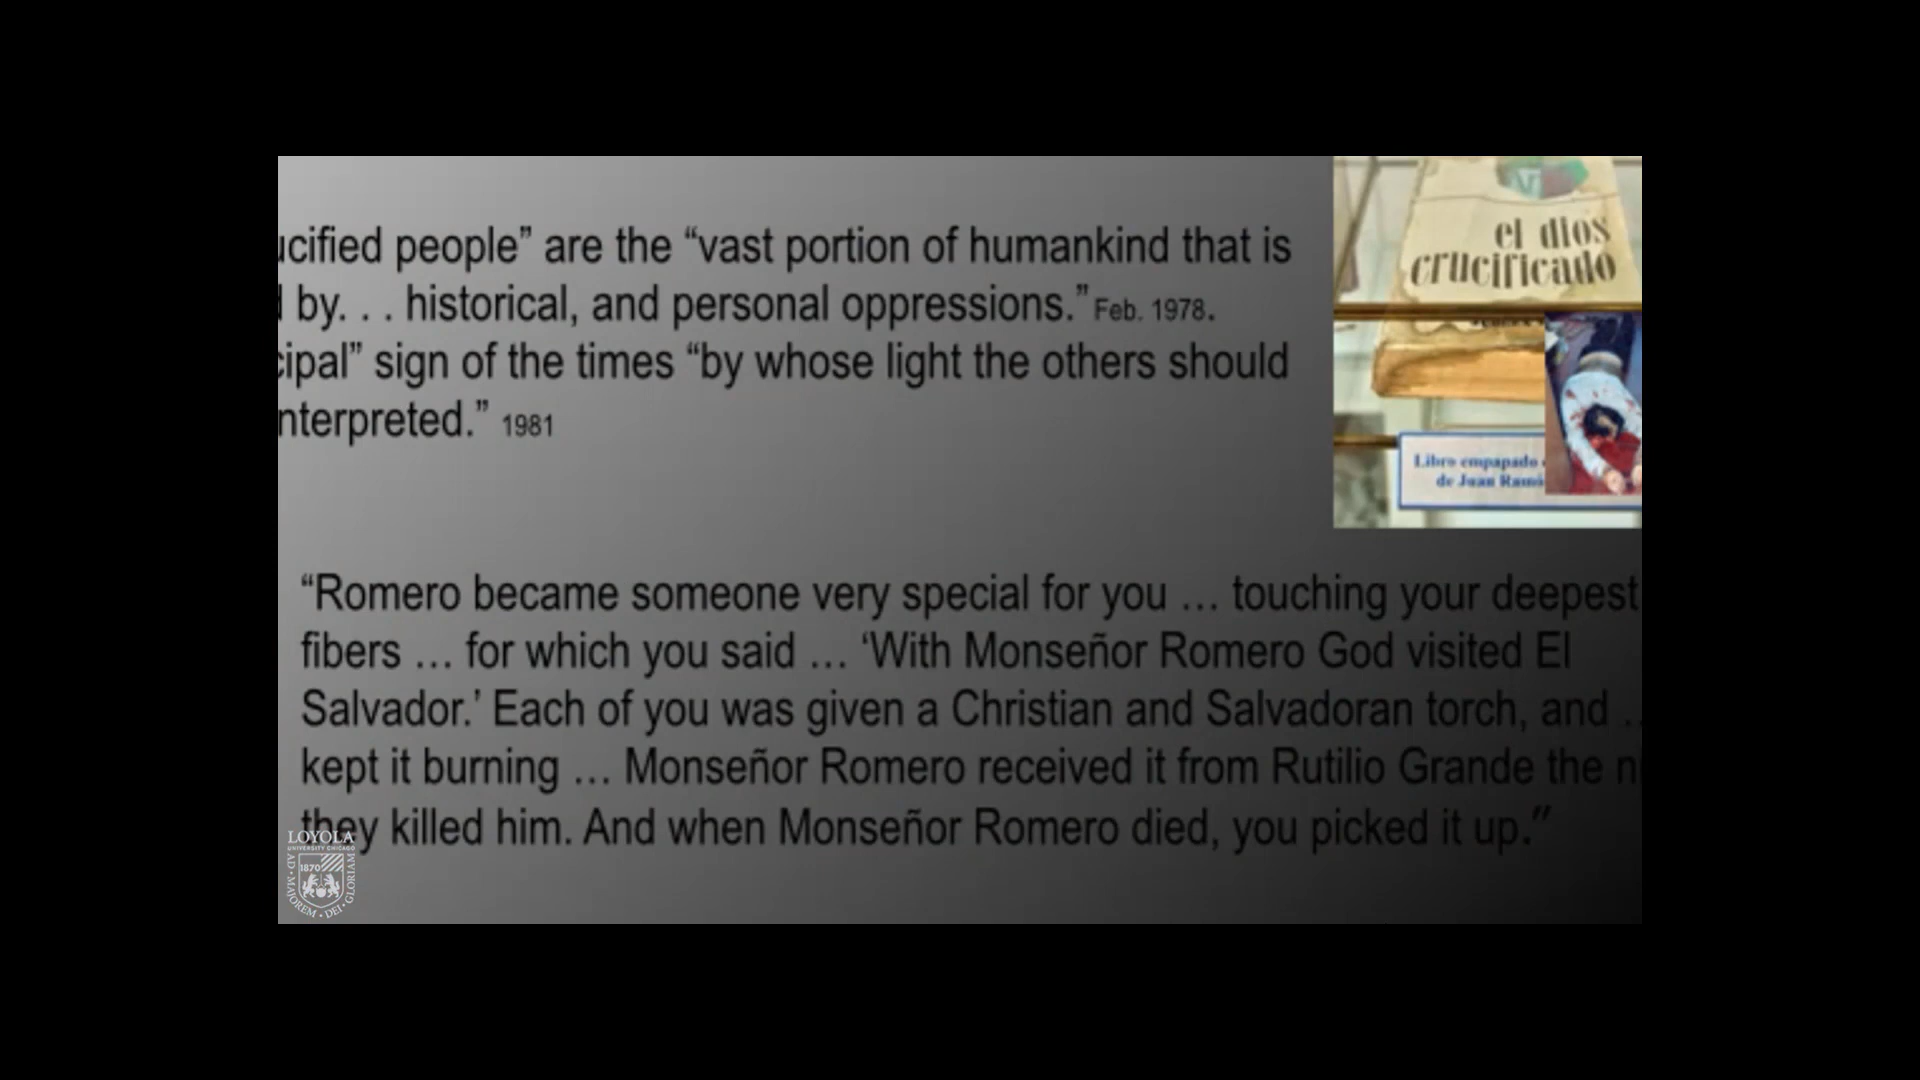 ucified people” are the “vast portion of humankind that is
by. . . historical, and personal oppressions.” Feb. 1978.
cipal” sign of the times “by whose light the others should
nterpreted.” 1981
el dios
crucificado
Libro empapado
de Juan Ramó
“Romero became someone very special for you … touching your deepest
fibers … for which you said … ‘With Monseñor Romero God visited El
Salvador.’ Each of you was given a Christian and Salvadoran torch, and ..
kept it burning … Monseñor Romero received it from Rutilio Grande the n
they killed him. And when Monseñor Romero died, you picked it up.”
LOYOLA
UNIVERSITY CHICAGO
1870
AD • MAJOREM • DEI • GLORIAM